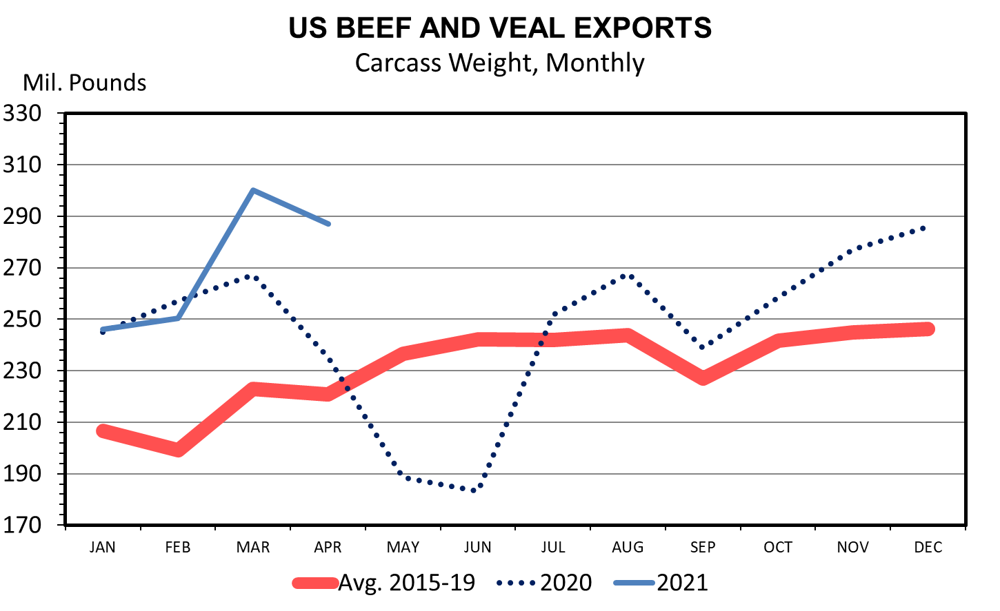 US BEEF AND VEAL EXPORTS
Carcass Weight, Monthly
Mil. Pounds
330
310
290
270
250
230
210
190
170
JAN FEB MAR APR MAY JUN JUL AUG SEP OCT NOV DEC
Avg. 2015-19 2020 2021